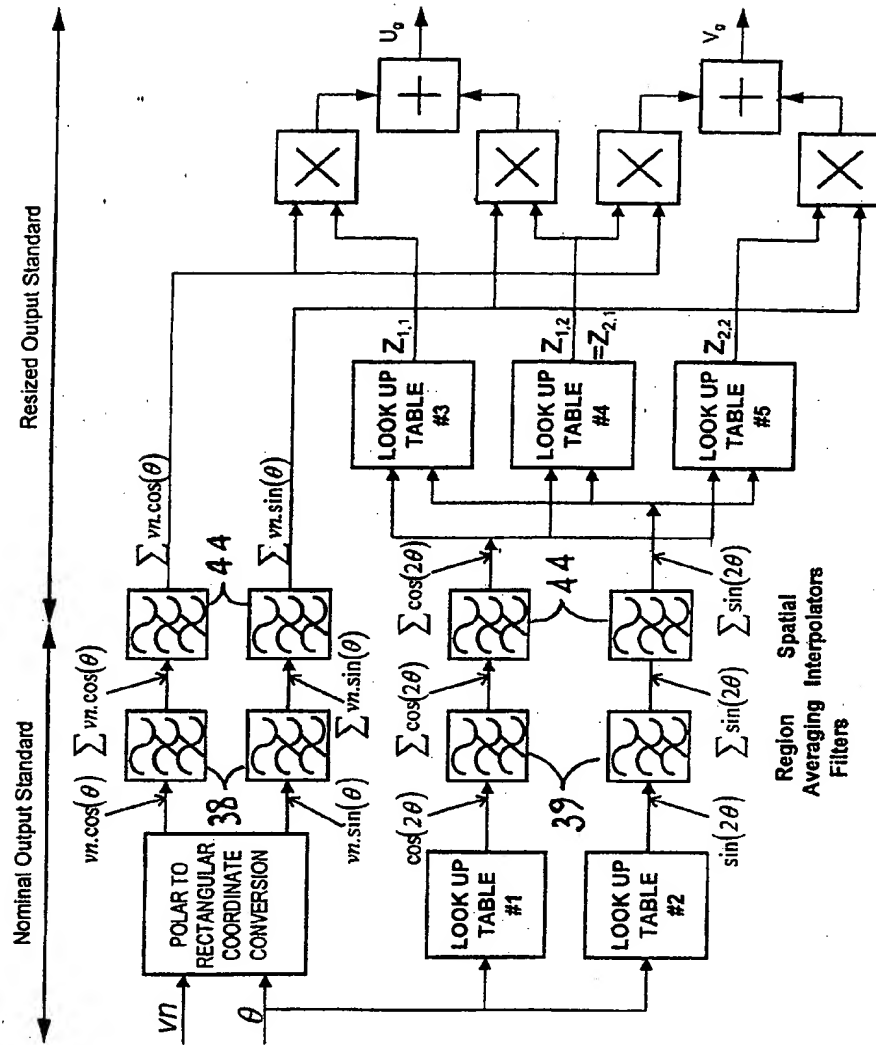 Nominal Output Standard
Resized Output Standard
vn
θ
POLAR TO
RECTANGULAR
COORDINATE
CONVERSION
vn.cos(θ)
∑ vn.cos(θ)
∑ vn.cos(θ)
38
44
vn.sin(θ)
∑ vn.sin(θ)
∑ vn.sin(θ)
LOOK UP
TABLE
#1
cos(2θ)
∑ cos(2θ)
∑ cos(2θ)
39
44
LOOK UP
TABLE
#2
sin(2θ)
∑ sin(2θ)
∑ sin(2θ)
Region
Averaging
Filters
Spatial
Interpolators
LOOK UP
TABLE
#3
Z1,1
LOOK UP
TABLE
#4
Z1,2
=Z2,1
LOOK UP
TABLE
#5
Z2,2
×
×
×
×
+
+
Ug
Vg